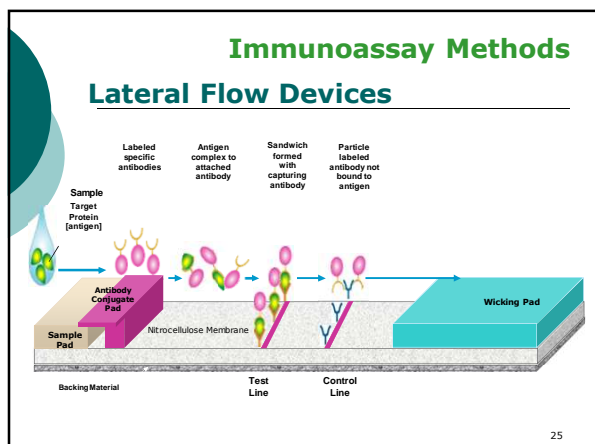 Immunoassay Methods
Lateral Flow Devices
Labeled
specific
antibodies
Antigen
complex to
attached
antibody
Sandwich
formed
with
capturing
antibody
Particle
labeled
antibody not
bound to
antigen
Sample
Target
Protein
[antigen]
Antibody
Conjugate
Pad
Sample
Pad
Nitrocellulose Membrane
Wicking Pad
Backing Material
Test
Line
Control
Line
25